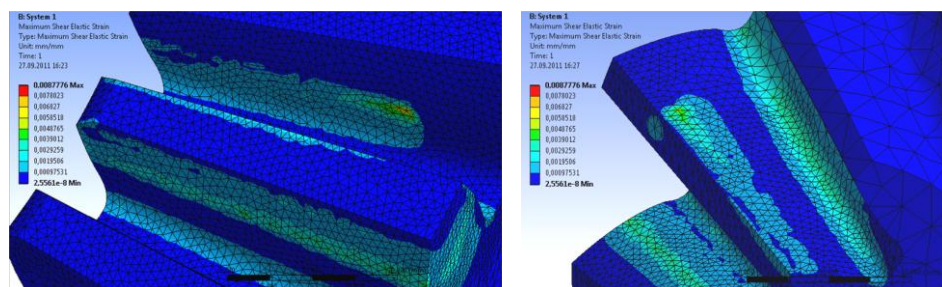 B: System 1
Maximum Shear Elastic Strain
Type: Maximum Shear Elastic Strain
Unit: mm/mm
Time: 1
27.09.2011 16:23
0,0087776 Max
0,0078023
0,006827
0,0058518
0,0048765
0,0039012
0,0029259
0,0019506
0,00097531
2,5561e-8 Min
B: System 1
Maximum Shear Elastic Strain
Type: Maximum Shear Elastic Strain
Unit: mm/mm
Time: 1
27.09.2011 16:27
0,0087776 Max
0,0078023
0,006827
0,0058518
0,0048765
0,0039012
0,0029259
0,0019506
0,00097531
2,5561e-8 Min